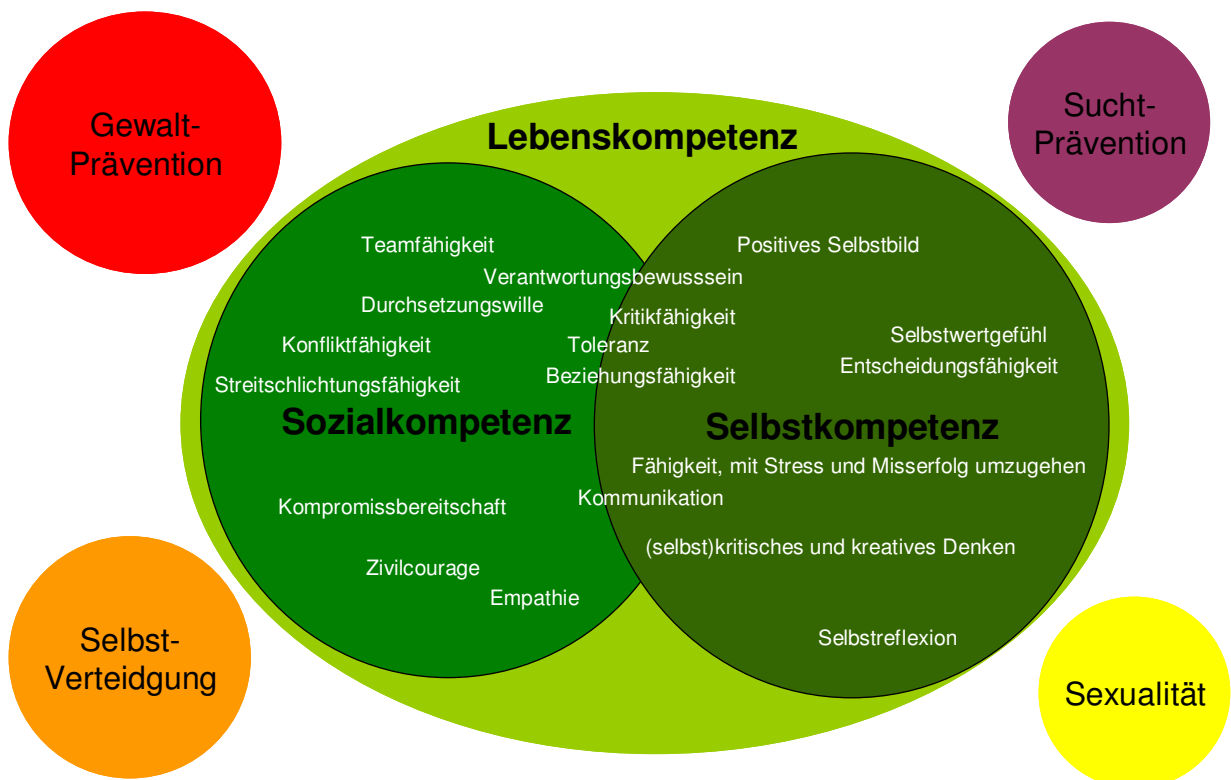 Gewalt-
Prävention
Sucht-
Prävention
Lebenskompetenz
Teamfähigkeit
Positives Selbstbild
Verantwortungsbewusssein
Durchsetzungswille
Kritikfähigkeit
Selbstwertgefühl
Konfliktfähigkeit
Toleranz
Entscheidungsfähigkeit
Beziehungsfähigkeit
Streitschlichtungsfähigkeit
Sozialkompetenz
Selbstkompetenz
Fähigkeit, mit Stress und Misserfolg umzugehen
Kommunikation
Kompromissbereitschaft
(selbst)kritisches und kreatives Denken
Zivilcourage
Empathie
Selbstreflexion
Selbst-
Verteidgung
Sexualität